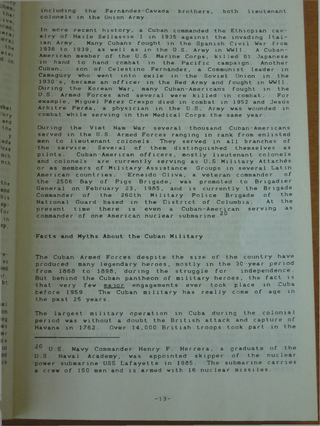 including the Fernández-Cavana brothers, both lieutenant
colonels in the Union Army
In more recent history, a Cuban commanded the Ethiopian cav-
alry of Haile Selassie I in 1935 against the invading Ital-
ian Army. Many Cubans fought in the Spanish Civil War from
1936 to 1939, as well as in the U.S. Army in WWII. A Cuban-
American member of the U.S. Marine Corps, killed 51 Japanese
in hand to hand combat in the Pacific campaign. Another
Cuban, a son of Celestino Fernández, a Communist leader in
Camaguey who went into exile in the Soviet Union in the
1930's, became an officer in the Red Army and fought in WWII.
During the Korean War, many Cuban-Americans fought in the
U.S. Armed Forces and several were killed in combat. For
example, Miguel Pérez Crespo died in combat in 1952 and Jesús
Arbitre Parda, a physician in the U.S. Army was wounded in
combat while serving in the Medical Corps the same year.
During the Viet Nam War several thousand Cuban-Americans
served in the U.S. Armed Forces ranging in rank from enlisted
men to lieutenant colonels. They served in all branches of
the service. Several of them distinguished themselves as
pilots. Cuban-American officers, mostly lieutenant colonels
and colonels are currently serving as U.S Military Attachés
or as members of Military Assistance Groups in several Latin
American countries. Erneido Oliva, a veteran commander of
the 2506 Bay of Pigs Brigade, was promoted to Brigadier
General on February 23, 1985, and is currently the Brigade
Commander of the 260th Military Police Brigade of the
National Guard based in the District of Columbia. At the
present time there is even a Cuban-American serving as
commander of one American nuclear submarine.20
Facts and Myths About the Cuban Military
The Cuban Armed Forces despite the size of the country have
produced many legendary heroes, mostly in the 30 year period
from 1868 to 1898, during the struggle for independence.
But behind the Cuban pantheon of military heroes, the fact is
that very few major engagements ever took place in Cuba
before 1959. The Cuban military has really come of age in
the past 25 years.
The largest military operation in Cuba during the colonial
period was without a doubt the British attack and capture of
Havana in 1762. Over 14,000 British troops took part in the
20 U.S. Navy Commander Henry F. Herrera, a graduate of the
U.S. Naval Academy, was appointed skipper of the nuclear
power submarine USS Lafayette in 1985. The submarine carries
a crew of 150 men and is armed with 16 nuclear missiles.
-13-